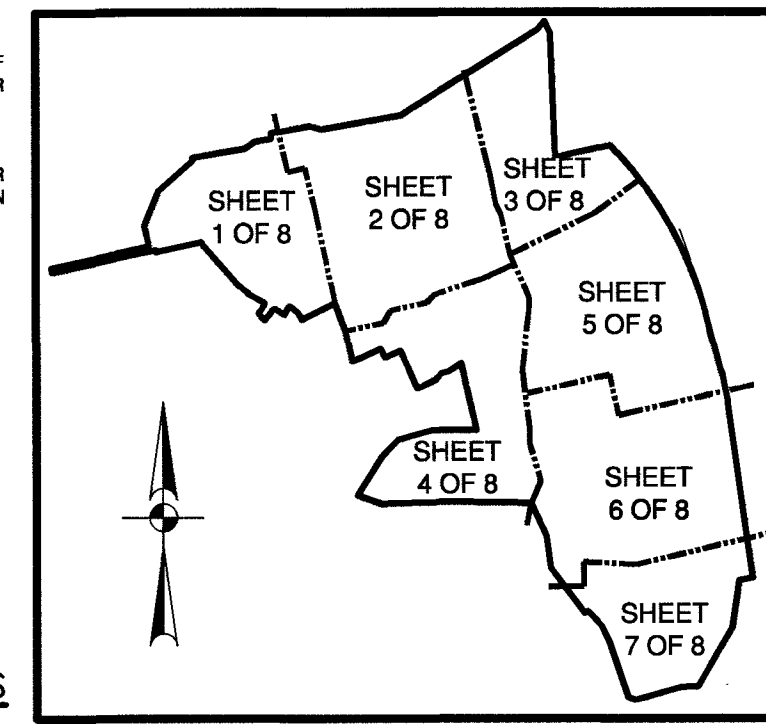 SHEET
1 OF 8
SHEET
2 OF 8
SHEET
3 OF 8
SHEET
4 OF 8
SHEET
5 OF 8
SHEET
6 OF 8
SHEET
7 OF 8